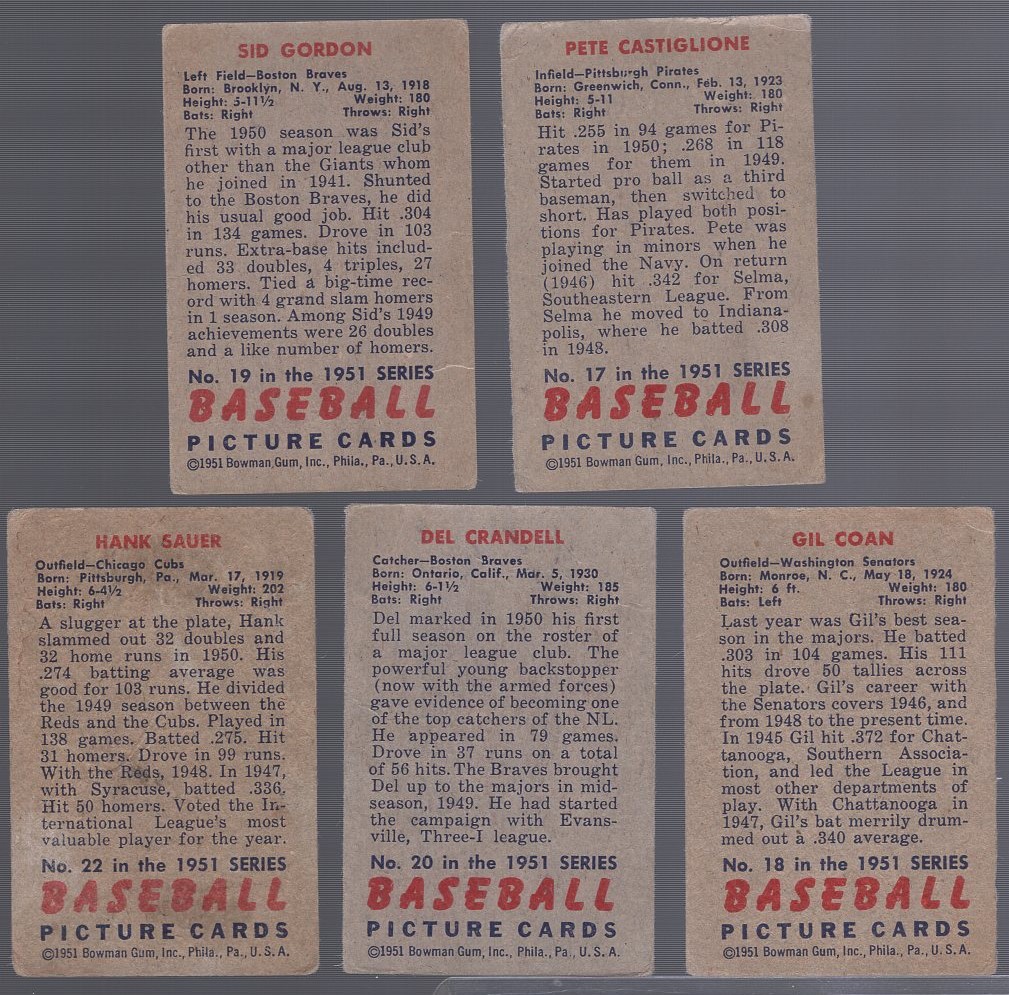 SID GORDON
Left Field—Boston Braves
Born: Brooklyn, N. Y., Aug. 13, 1918
Height: 5-11½ Weight: 180
Bats: Right Throws: Right
The 1950 season was Sid's
first with a major league club
other than the Giants whom
he joined in 1941. Shunted
to the Boston Braves, he did
his usual good job. Hit .304
in 134 games. Drove in 103
runs. Extra-base hits includ-
ed 33 doubles, 4 triples, 27
homers. Tied a big-time rec-
ord with 4 grand slam homers
in 1 season. Among Sid's 1949
achievements were 26 doubles
and a like number of homers.
No. 19 in the 1951 SERIES
BASEBALL
PICTURE CARDS
©1951 Bowman Gum, Inc., Phila., Pa., U. S. A.
PETE CASTIGLIONE
Infield—Pittsburgh Pirates
Born: Greenwich, Conn., Feb. 13, 1923
Height: 5-11 Weight: 180
Bats: Right Throws: Right
Hit .255 in 94 games for Pi-
rates in 1950; .268 in 118
games for them in 1949.
Started pro ball as a third
baseman, then switched to
short. Has played both posi-
tions for Pirates. Pete was
playing in minors when he
joined the Navy. On return
(1946) hit .342 for Selma,
Southeastern League. From
Selma he moved to Indiana-
polis, where he batted .308
in 1948.
No. 17 in the 1951 SERIES
BASEBALL
PICTURE CARDS
©1951 Bowman Gum, Inc., Phila., Pa., U. S. A.
HANK SAUER
Outfield—Chicago Cubs
Born: Pittsburgh, Pa., Mar. 17, 1919
Height: 6-4½ Weight: 202
Bats: Right Throws: Right
A slugger at the plate, Hank
slammed out 32 doubles and
32 home runs in 1950. His
.274 batting average was
good for 103 runs. He divided
the 1949 season between the
Reds and the Cubs. Played in
138 games. Batted .275. Hit
31 homers. Drove in 99 runs.
With the Reds, 1948. In 1947,
with Syracuse, batted .336.
Hit 50 homers. Voted the In-
ternational League's most
valuable player for the year.
No. 22 in the 1951 SERIES
BASEBALL
PICTURE CARDS
©1951 Bowman Gum, Inc., Phila., Pa., U. S. A.
DEL CRANDELL
Catcher—Boston Braves
Born: Ontario, Calif., Mar. 5, 1930
Height: 6-1½ Weight: 185
Bats: Right Throws: Right
Del marked in 1950 his first
full season on the roster of
a major league club. The
powerful young backstopper
(now with the armed forces)
gave evidence of becoming one
of the top catchers of the NL.
He appeared in 79 games.
Drove in 37 runs on a total
of 56 hits. The Braves brought
Del up to the majors in mid-
season, 1949. He had started
the campaign with Evans-
ville, Three-I league.
No. 20 in the 1951 SERIES
BASEBALL
PICTURE CARDS
©1951 Bowman Gum, Inc., Phila., Pa., U. S. A.
GIL COAN
Outfield—Washington Senators
Born: Monroe, N. C., May 18, 1924
Height: 6 ft. Weight: 180
Bats: Left Throws: Right
Last year was Gil's best sea-
son in the majors. He batted
.303 in 104 games. His 111
hits drove 50 tallies across
the plate. Gil's career with
the Senators covers 1946, and
from 1948 to the present time.
In 1945 Gil hit .372 for Chat-
tanooga, Southern Associa-
tion, and led the League in
most other departments of
play. With Chattanooga in
1947, Gil's bat merrily drum-
med out a .340 average.
No. 18 in the 1951 SERIES
BASEBALL
PICTURE CARDS
©1951 Bowman Gum, Inc., Phila., Pa., U. S. A.